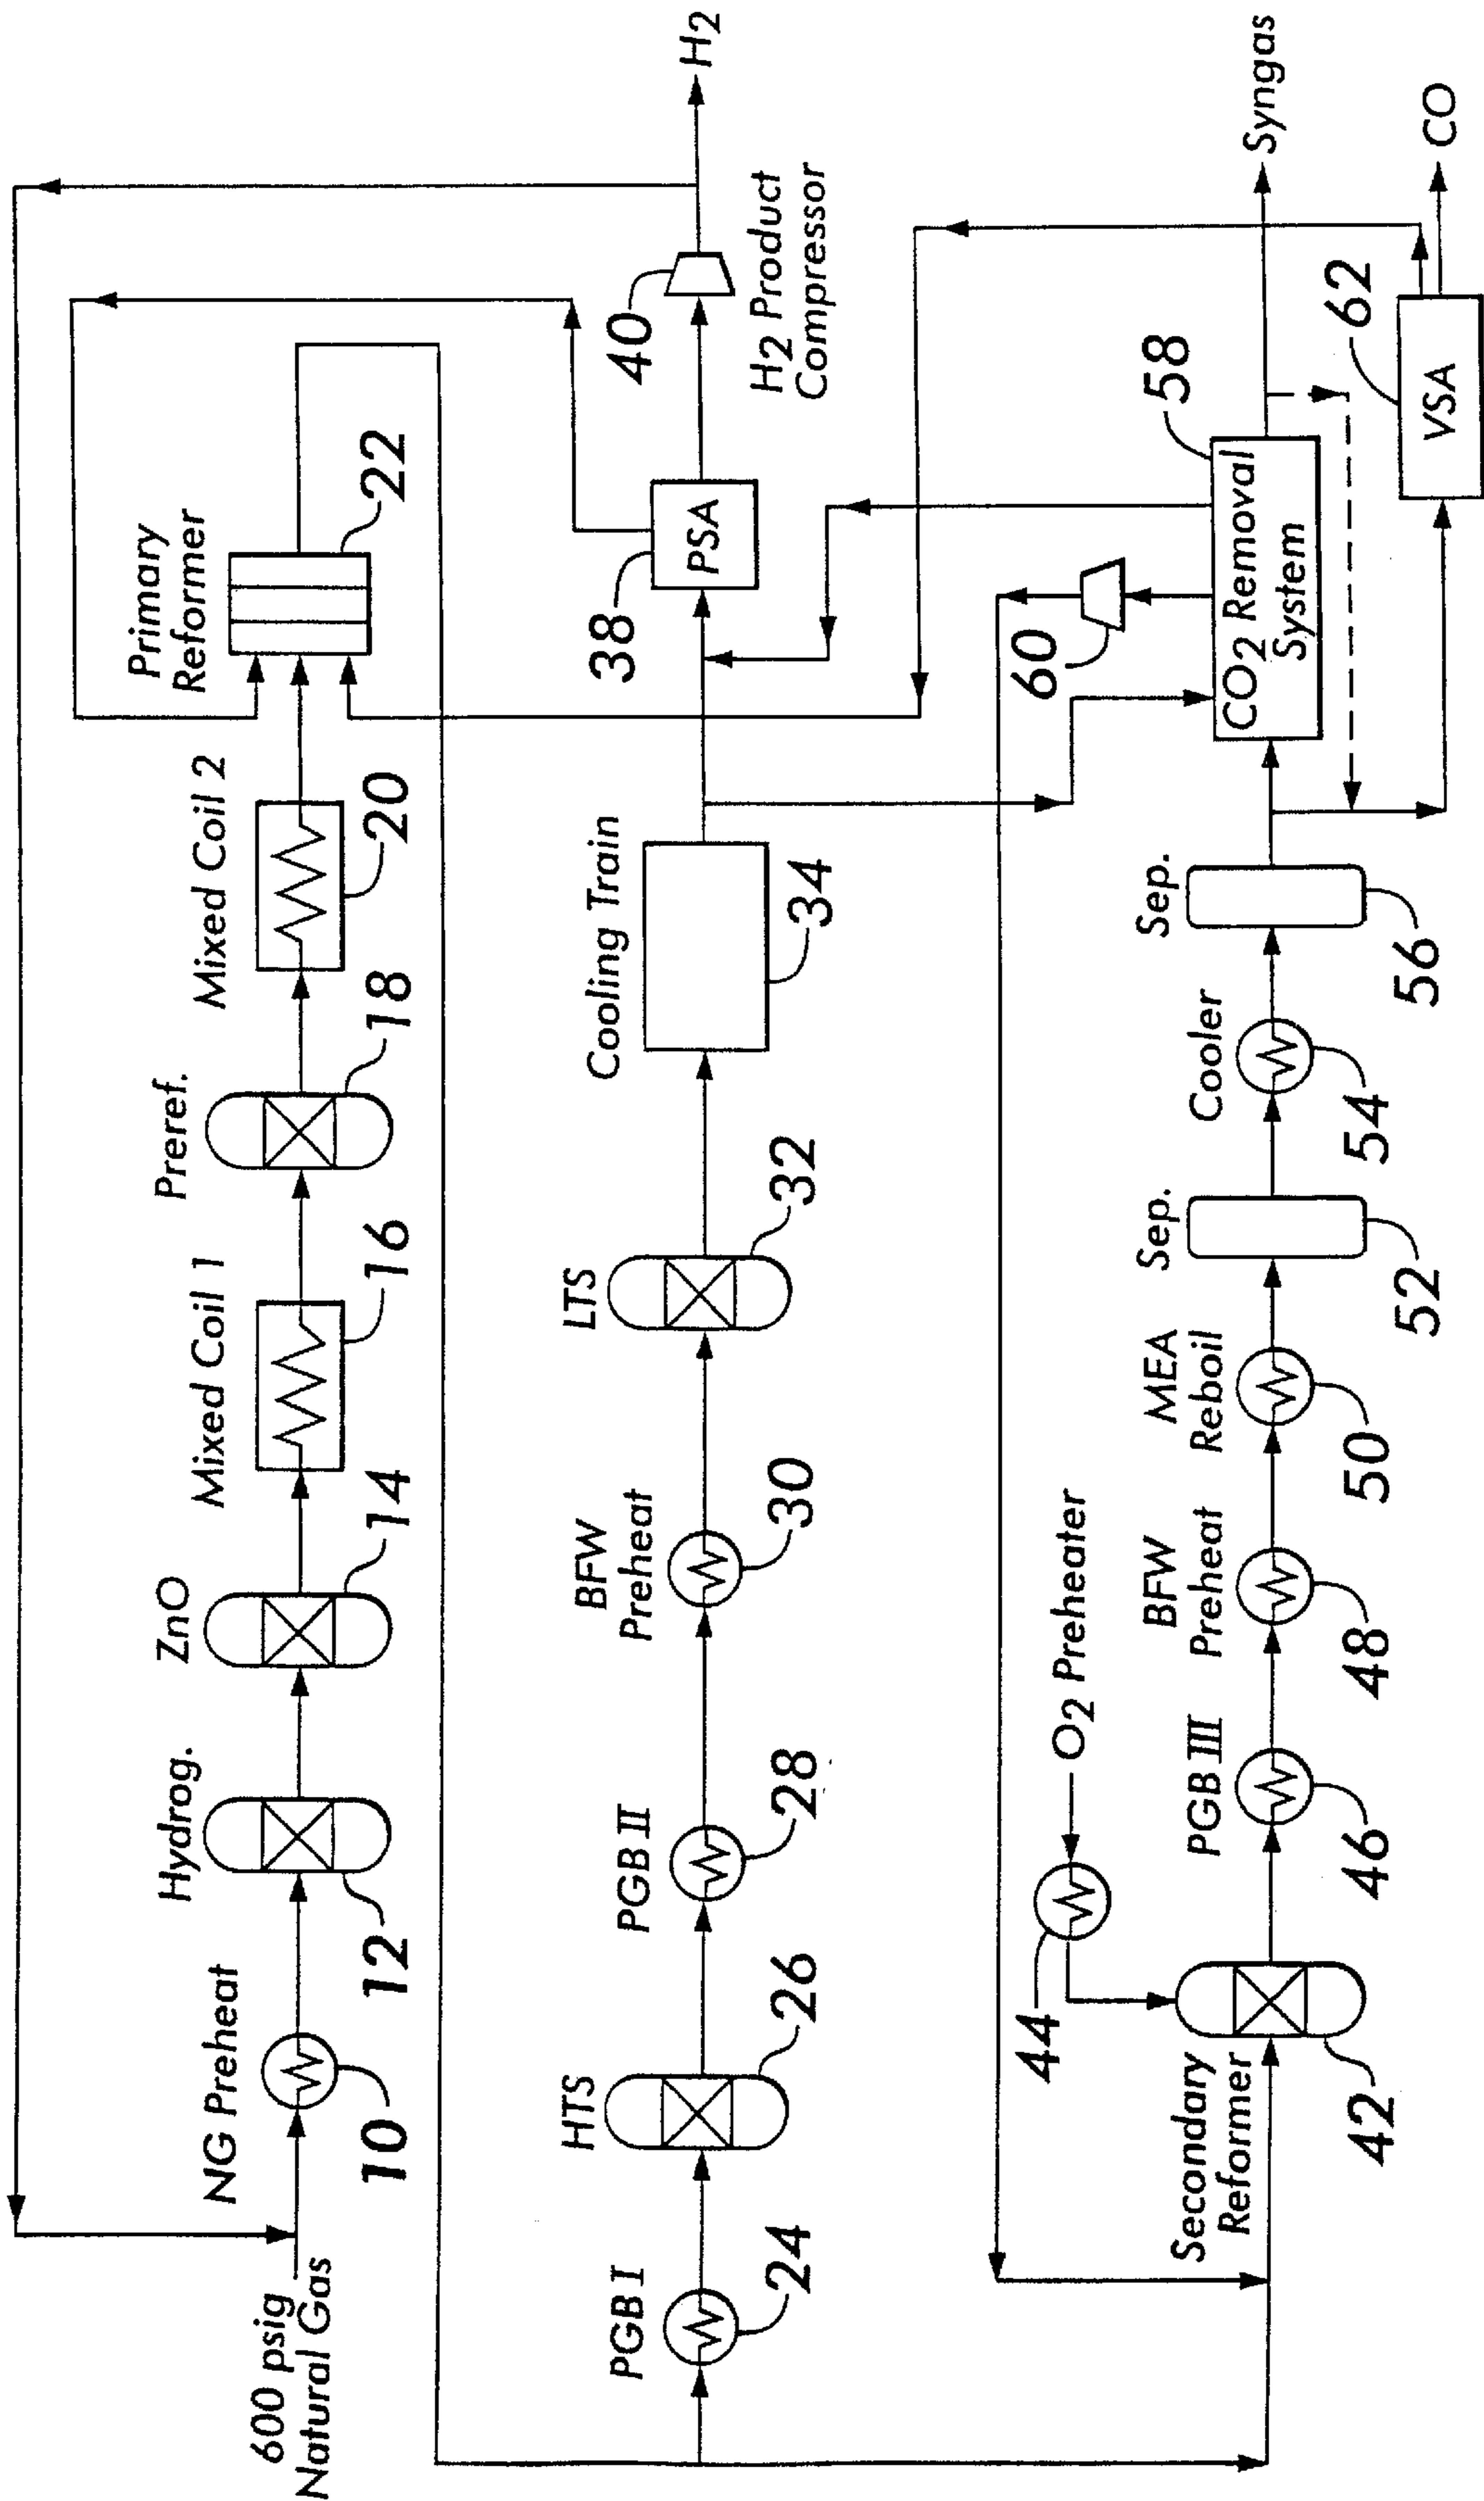 600 psig
Natural Gas
NG Preheat
10
Hydrog.
12
ZnO
14
Mixed Coil 1
16
Preref.
18
Mixed Coil 2
20
Primary
Reformer
22
PGB I
24
HTS
26
PGB II
28
BFW
Preheat
30
LTS
32
Cooling Train
34
38
PSA
40
H2 Product
Compressor
H2
Secondary
Reformer
42
44
O2 Preheater
PGB III
46
BFW
Preheat
48
MEA
Reboil
50
Sep.
52
Cooler
54
Sep.
56
60
CO2 Removal
System
58
Syngas
VSA
62
CO